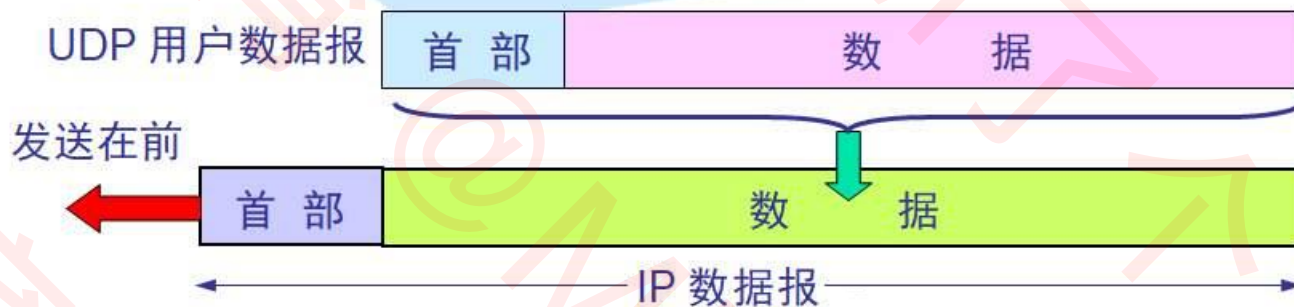 UDP 用户数据报 首 部 数 据
发送在前
首 部 数 据
IP 数据报